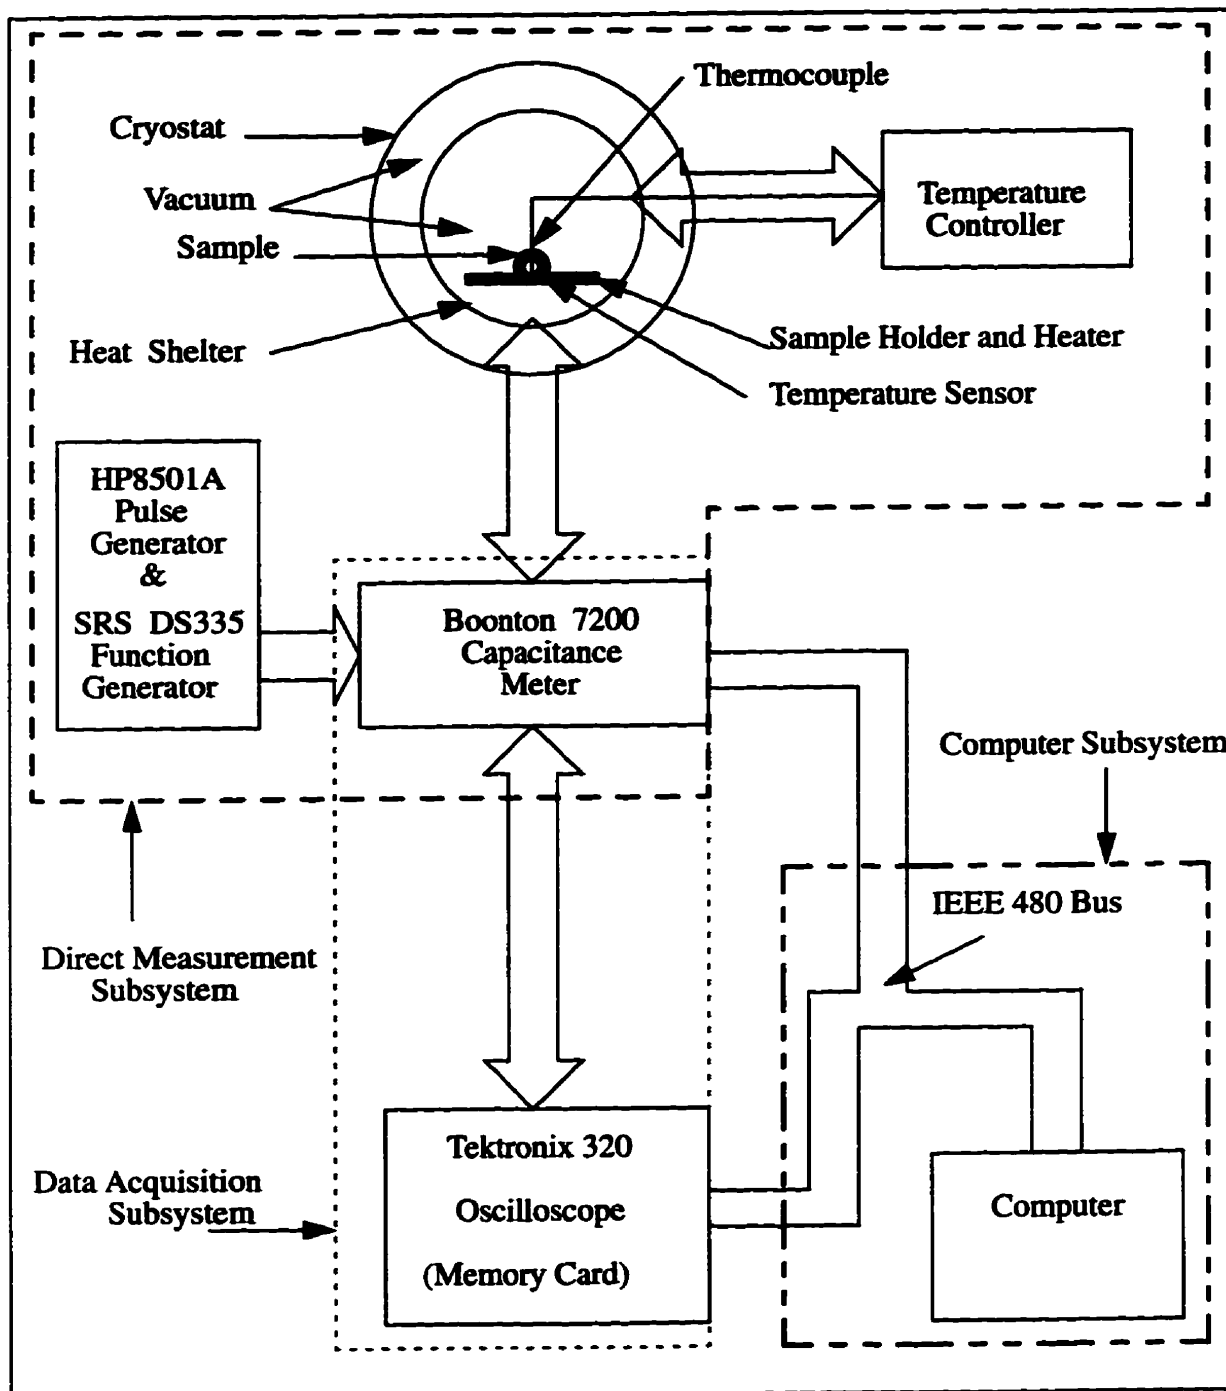 Thermocouple
Cryostat
Vacuum
Sample
Temperature
Controller
Heat Shelter
Sample Holder and Heater
Temperature Sensor
HP8501A
Pulse
Generator
&
SRS DS335
Function
Generator
Boonton 7200
Capacitance
Meter
Computer Subsystem
IEEE 480 Bus
Direct Measurement
Subsystem
Tektronix 320
Oscilloscope
(Memory Card)
Data Acquisition
Subsystem
Computer